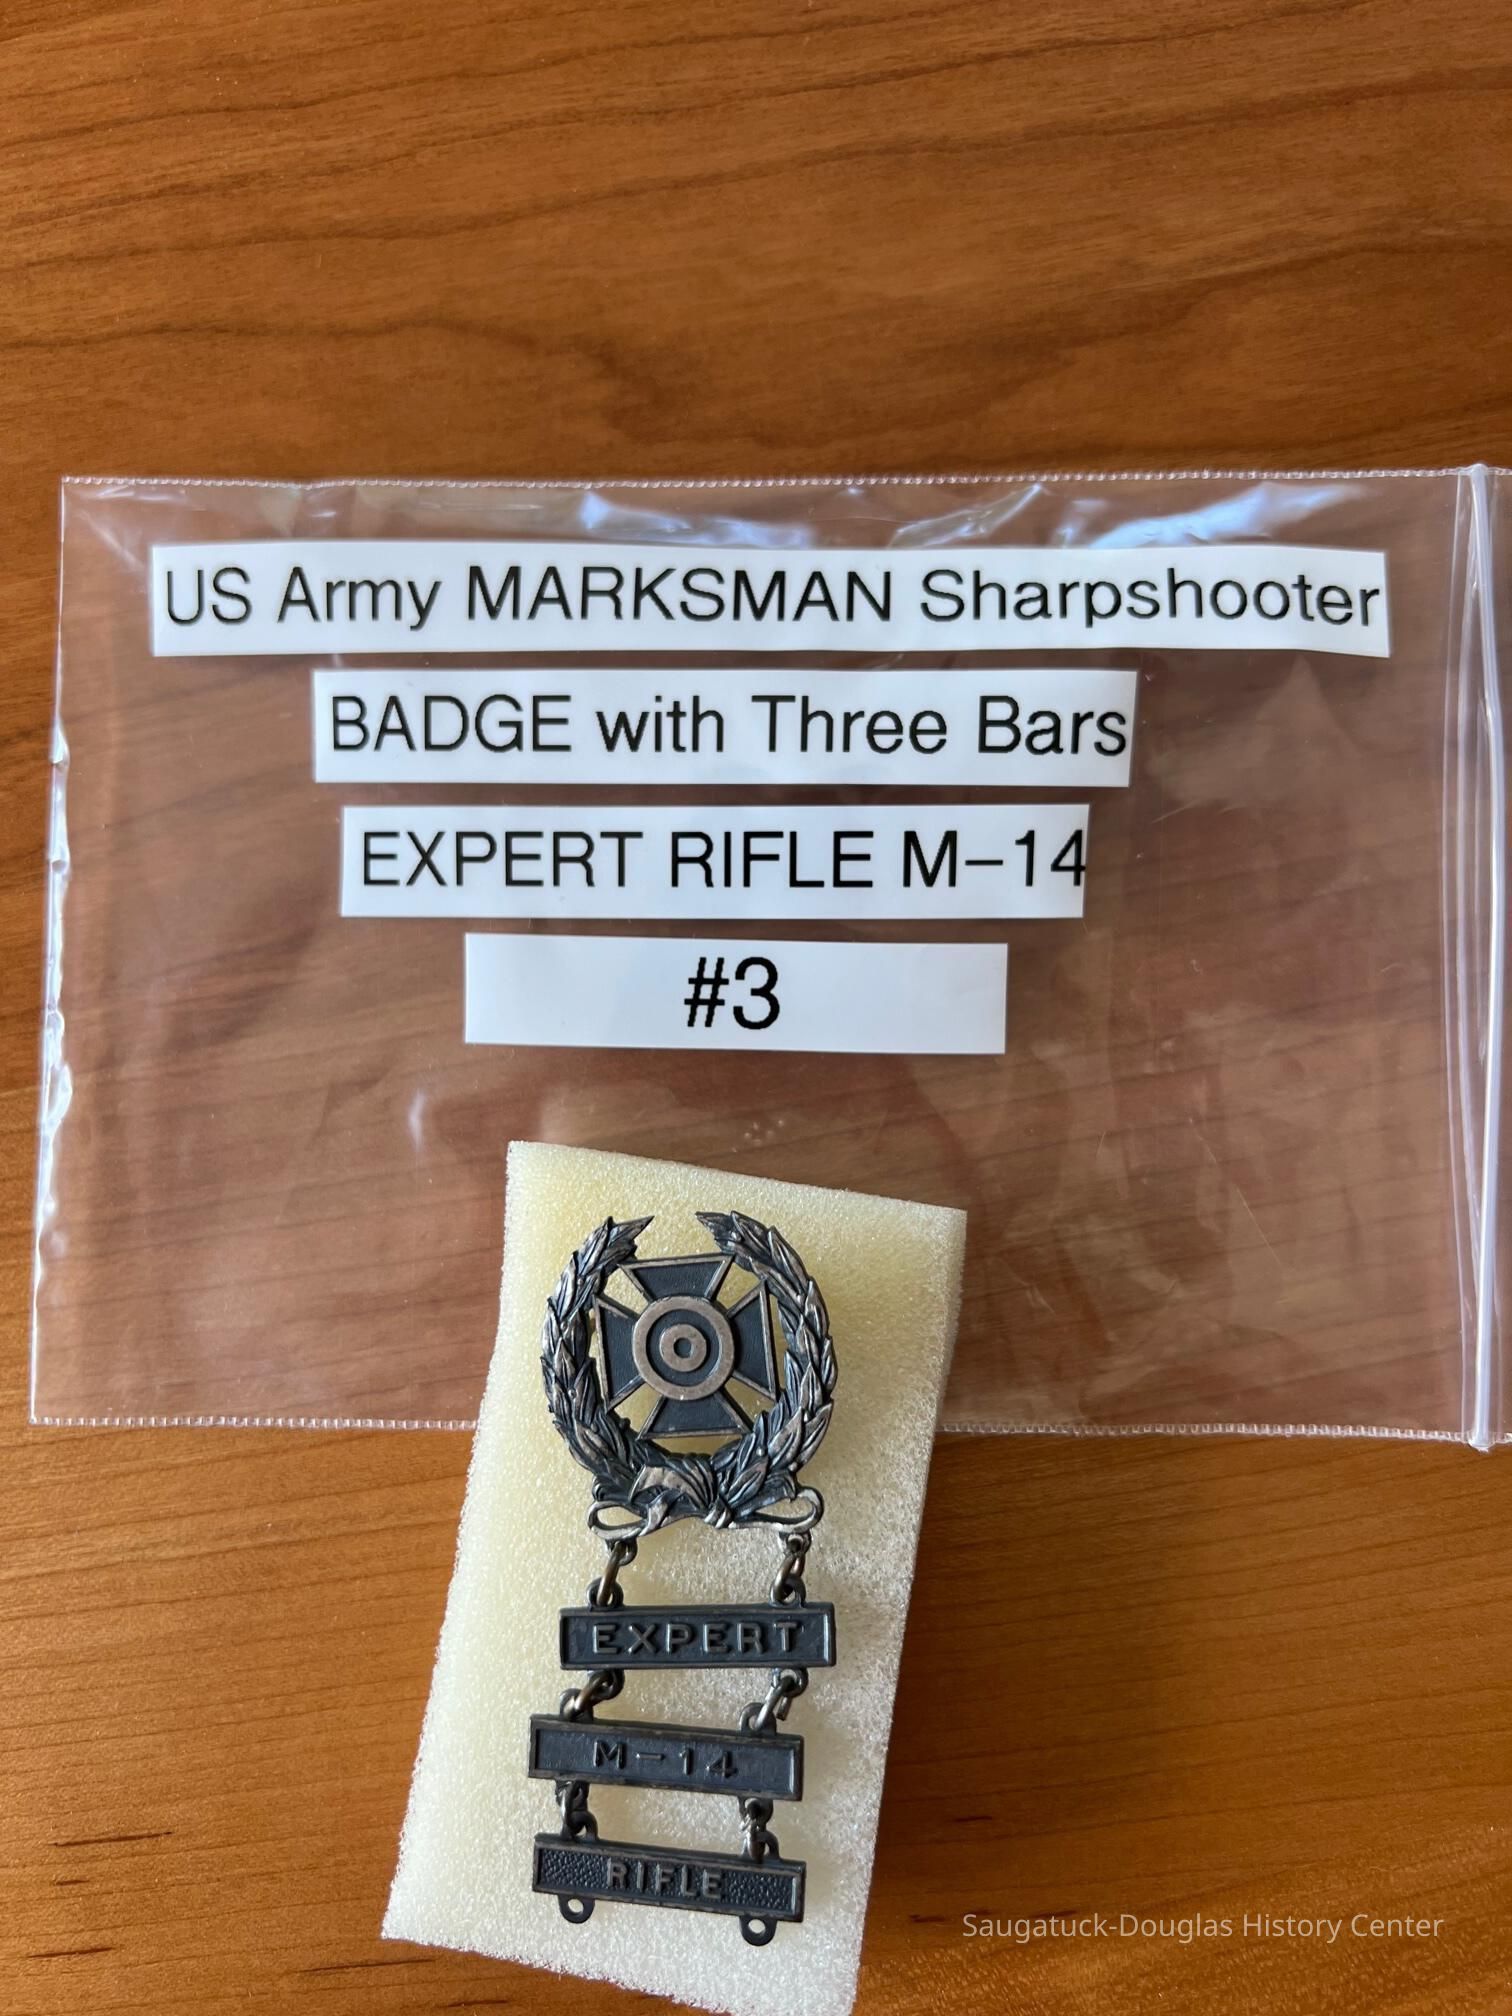 US Army MARKSMAN Sharpshooter
BADGE with Three Bars
EXPERT RIFLE M-14
#3
EXPERT
M-14
RIFLE
Saugatuck-Douglas History Center